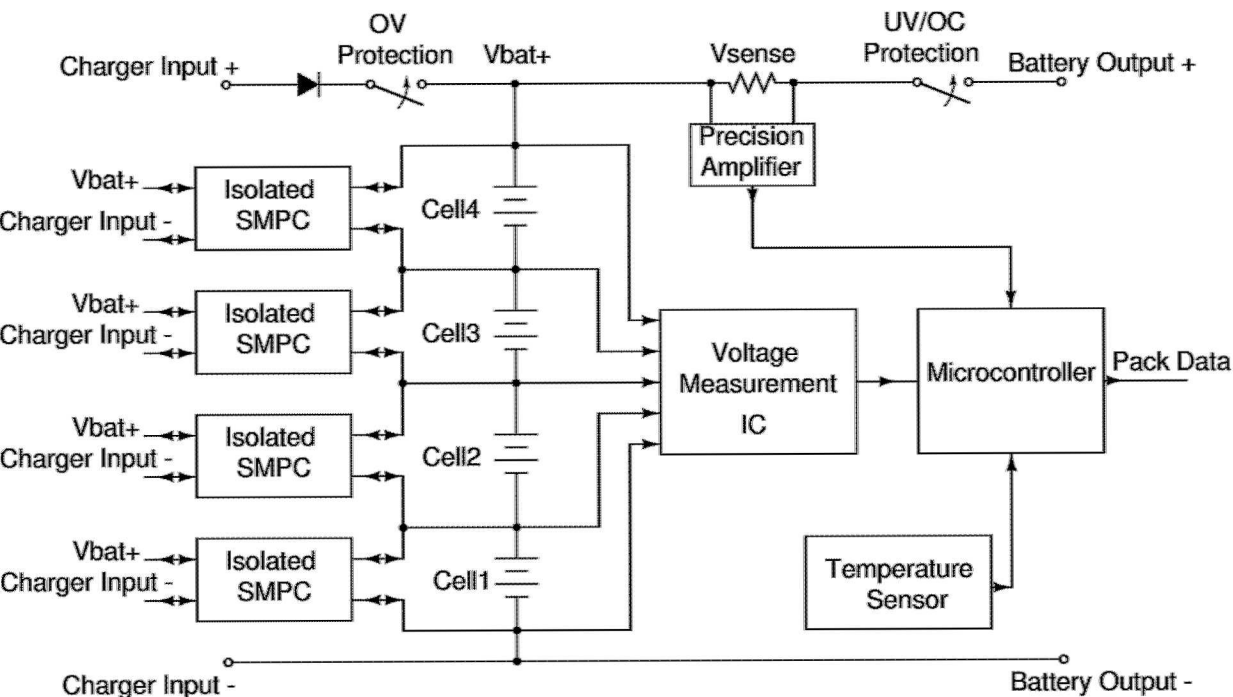 OV
Protection
Charger Input +
Vbat+
Vsense
UV/OC
Protection
Battery Output +
Precision
Amplifier
Vbat+
Charger Input -
Isolated
SMPC
Cell4
Vbat+
Charger Input -
Isolated
SMPC
Cell3
Voltage
Measurement
IC
Microcontroller
Pack Data
Vbat+
Charger Input -
Isolated
SMPC
Cell2
Vbat+
Charger Input -
Isolated
SMPC
Cell1
Temperature
Sensor
Charger Input -
Battery Output -